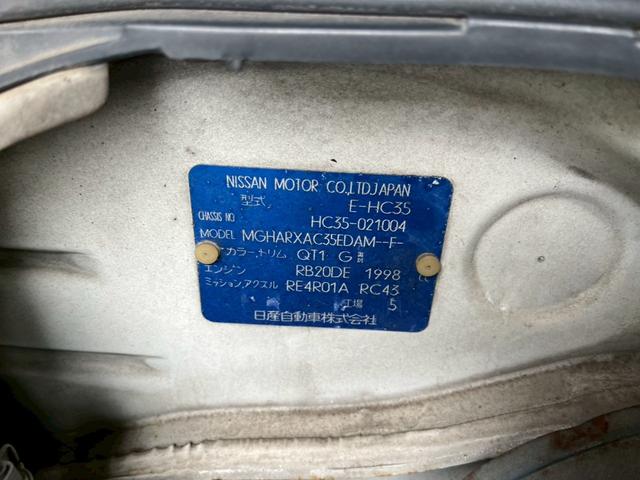 NISSAN MOTOR CO.,LTD.JAPAN
型式 E-HC35
CHASSIS NO HC35-021004
MODEL MGHARXAC35EDAM--F-
カラー,トリム QT1 G
エンジン RB20DE 1998 CC
ミッション,アクスル RE4R01A RC43
工場 5
日産自動車株式会社